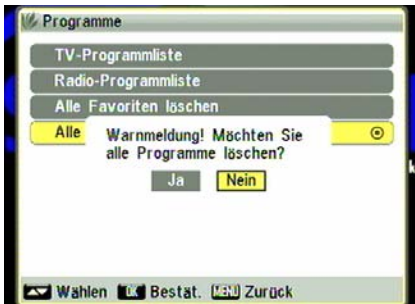 Programme
TV-Programmliste
Radio-Programmliste
Alle Favoriten löschen
Alle
Warnmeldung! Möchten Sie
alle Programme löschen?
Ja Nein
Wählen OK Bestät. MENU Zurück